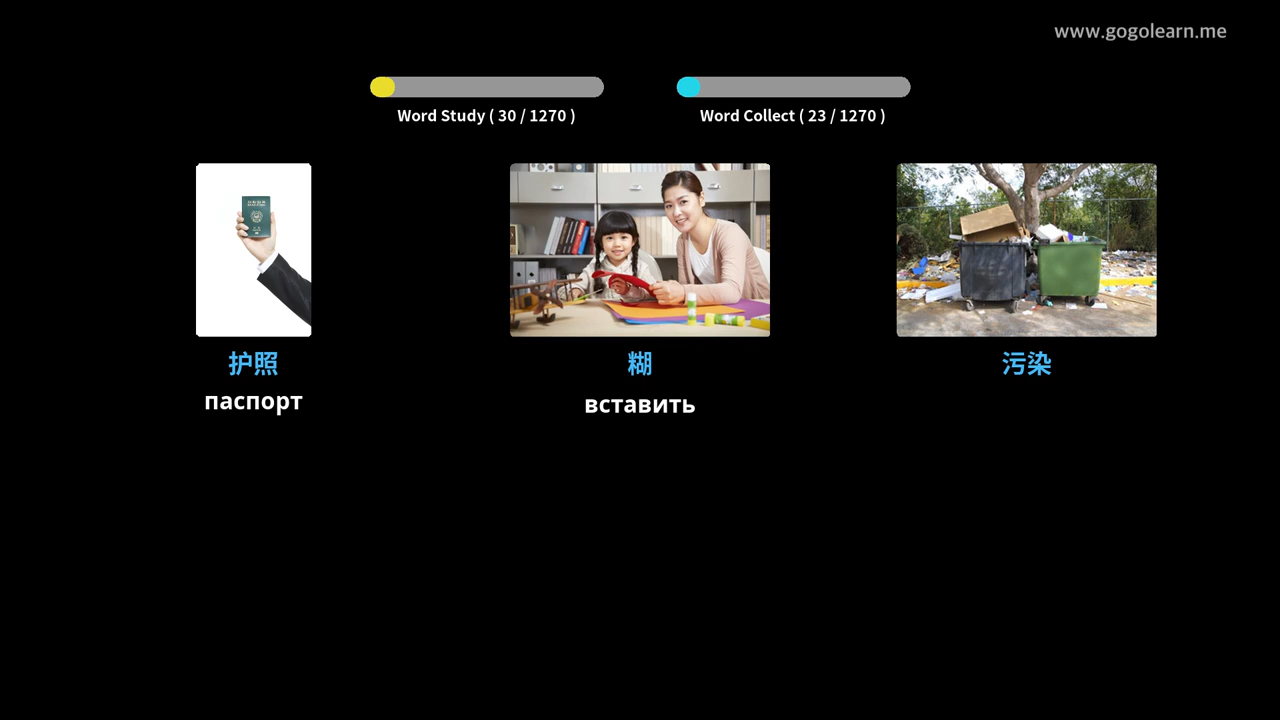 www.gogolearn.me
Word Study ( 30 / 1270 )
Word Collect ( 23 / 1270 )
护照
糊
污染
паспорт
вставить